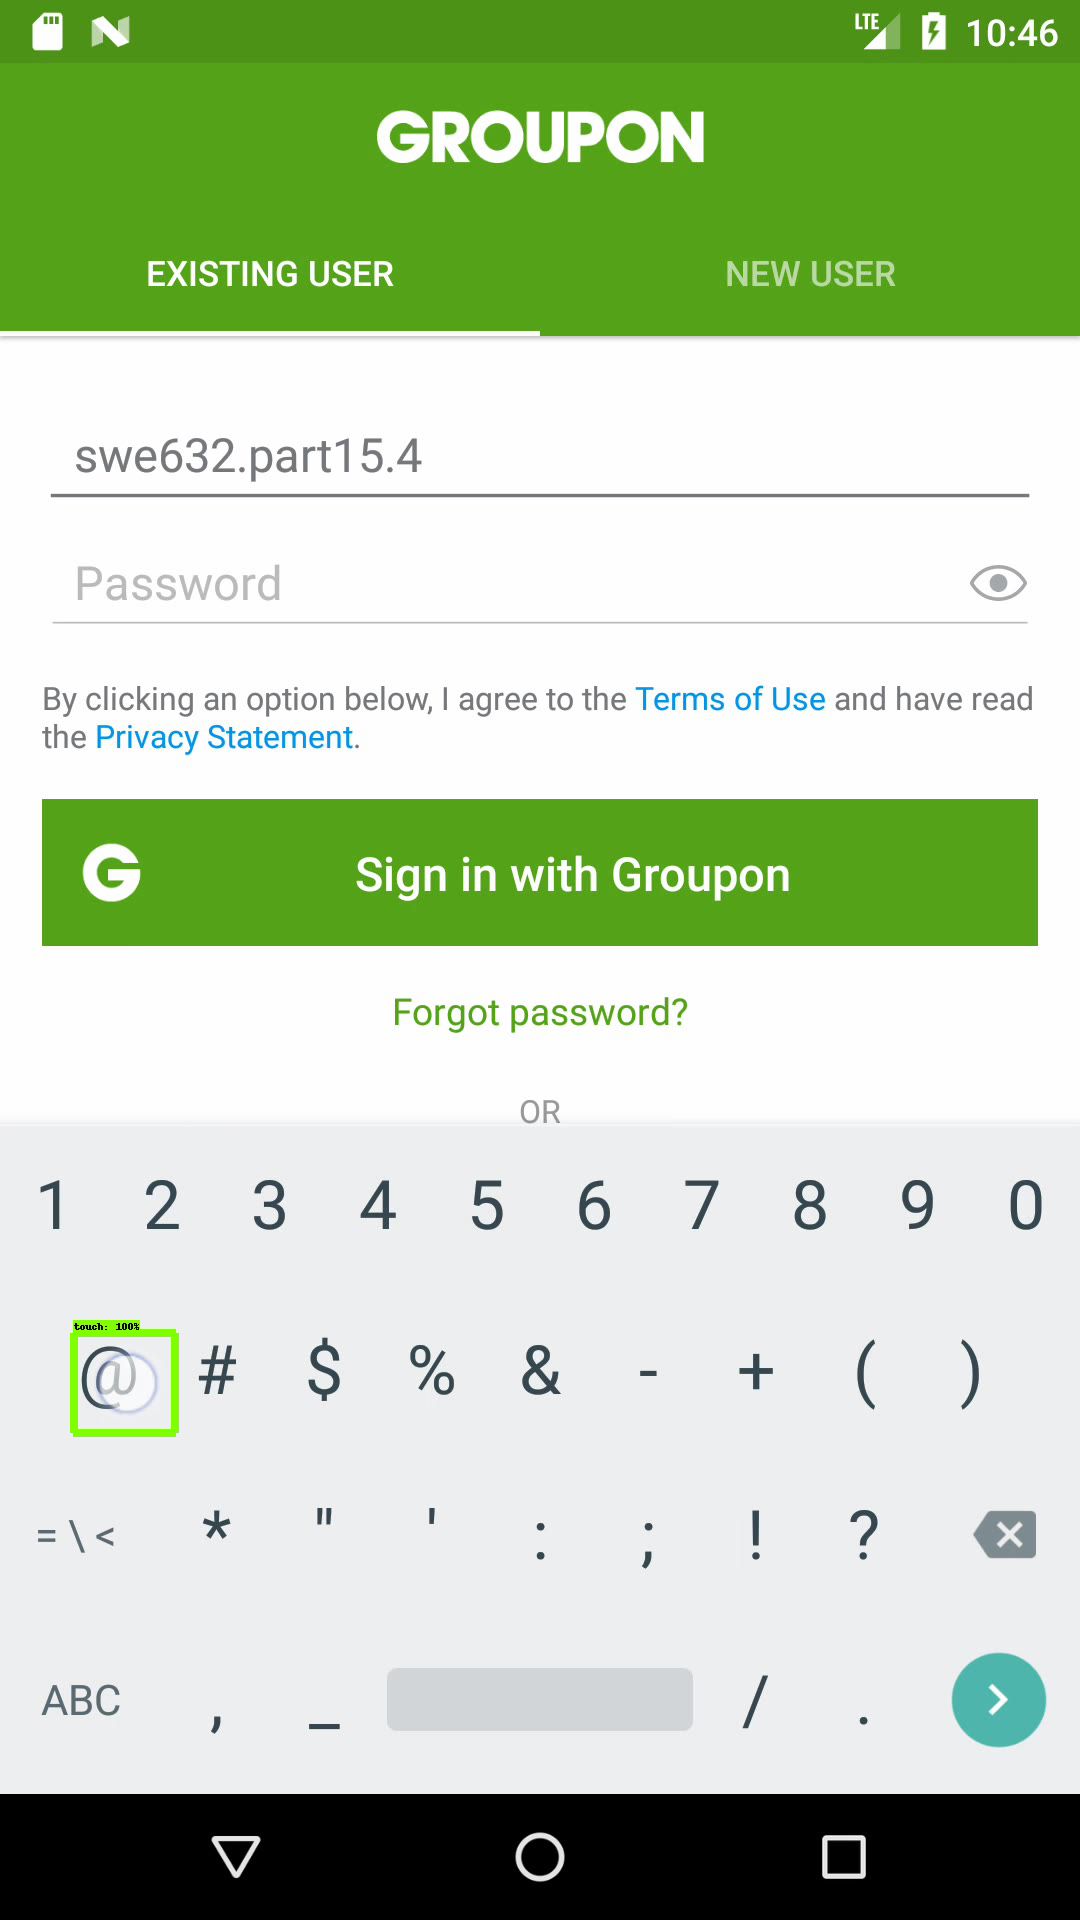 LTE 10:46
GROUPON
EXISTING USER NEW USER
swe632.part15.4
Password
By clicking an option below, I agree to the Terms of Use and have read
the Privacy Statement.
G Sign in with Groupon
Forgot password?
OR
1 2 3 4 5 6 7 8 9 0
touch: 100%
@ # $ % & - + ( )
= \ < * " ' : ; ! ?
ABC , _ / .